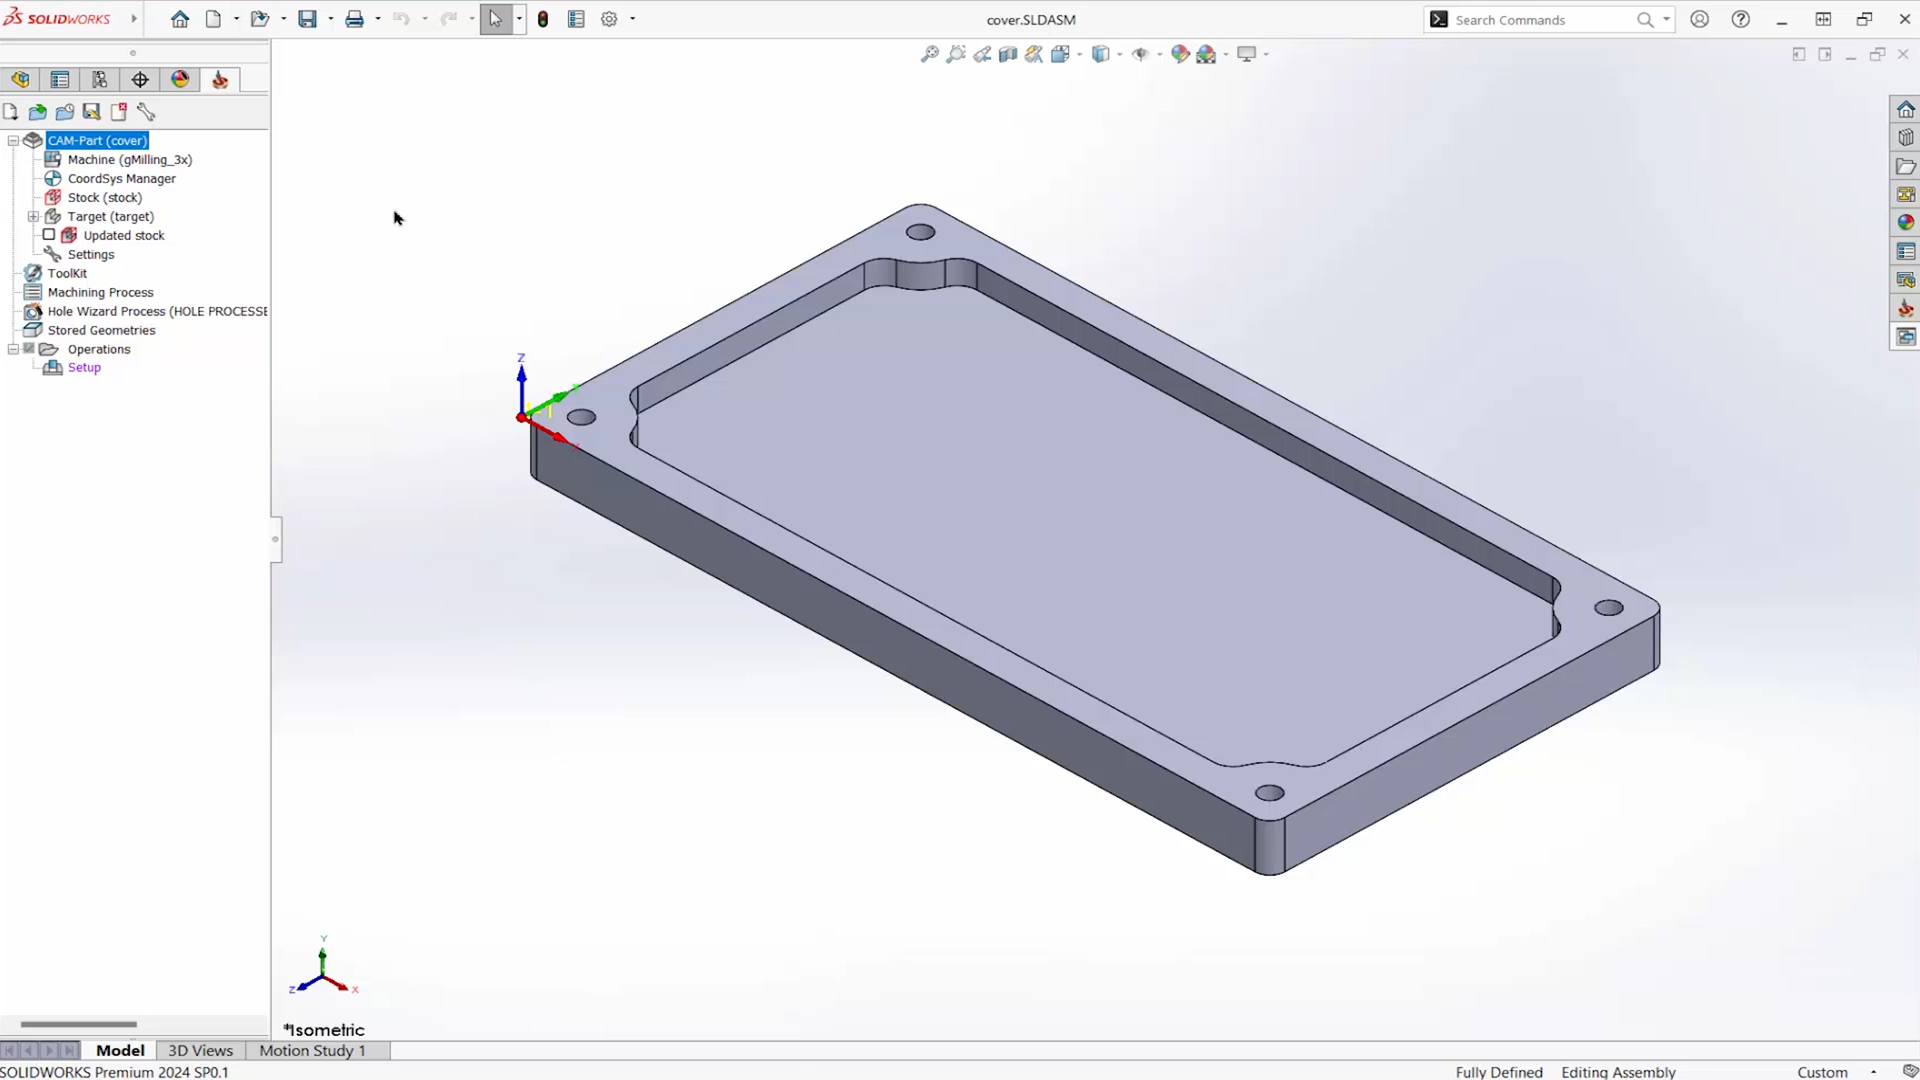 SOLIDWORKS
cover.SLDASM
Search Commands
CAM-Part (cover)
Machine (gMilling_3x)
CoordSys Manager
Stock (stock)
Target (target)
Updated stock
Settings
ToolKit
Machining Process
Hole Wizard Process (HOLE PROCESSE
Stored Geometries
Operations
Setup
Z
Y
Z
X
*Isometric
Model
3D Views
Motion Study 1
SOLIDWORKS Premium 2024 SP0.1
Fully Defined
Editing Assembly
Custom